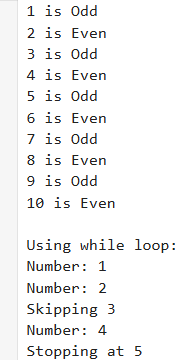 1 is Odd
2 is Even
3 is Odd
4 is Even
5 is Odd
6 is Even
7 is Odd
8 is Even
9 is Odd
10 is Even
Using while loop:
Number: 1
Number: 2
Skipping 3
Number: 4
Stopping at 5